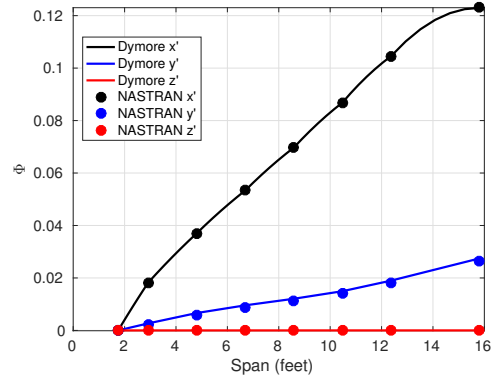 0.12
0.1
0.08
0.06
0.04
0.02
0
Φ
Dymore x'
Dymore y'
Dymore z'
NASTRAN x'
NASTRAN y'
NASTRAN z'
0 2 4 6 8 10 12 14 16
Span (feet)